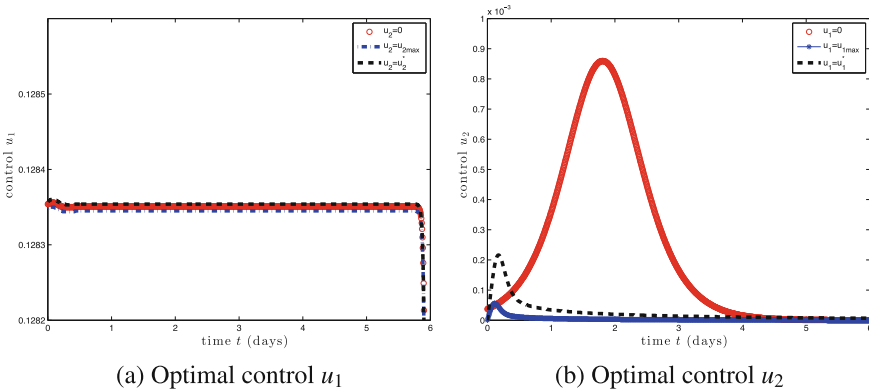 u2=0
u2=u2max
u2=u2*
0.1285
0.1284
0.1283
0.1282
control u1
0 1 2 3 4 5 6
time t (days)
(a) Optimal control u1
x 10^-3
u1=0
u1=u1max
u1=u1*
1
0.9
0.8
0.7
0.6
0.5
0.4
0.3
0.2
0.1
0
control u2
0 1 2 3 4 5 6
time t (days)
(b) Optimal control u2